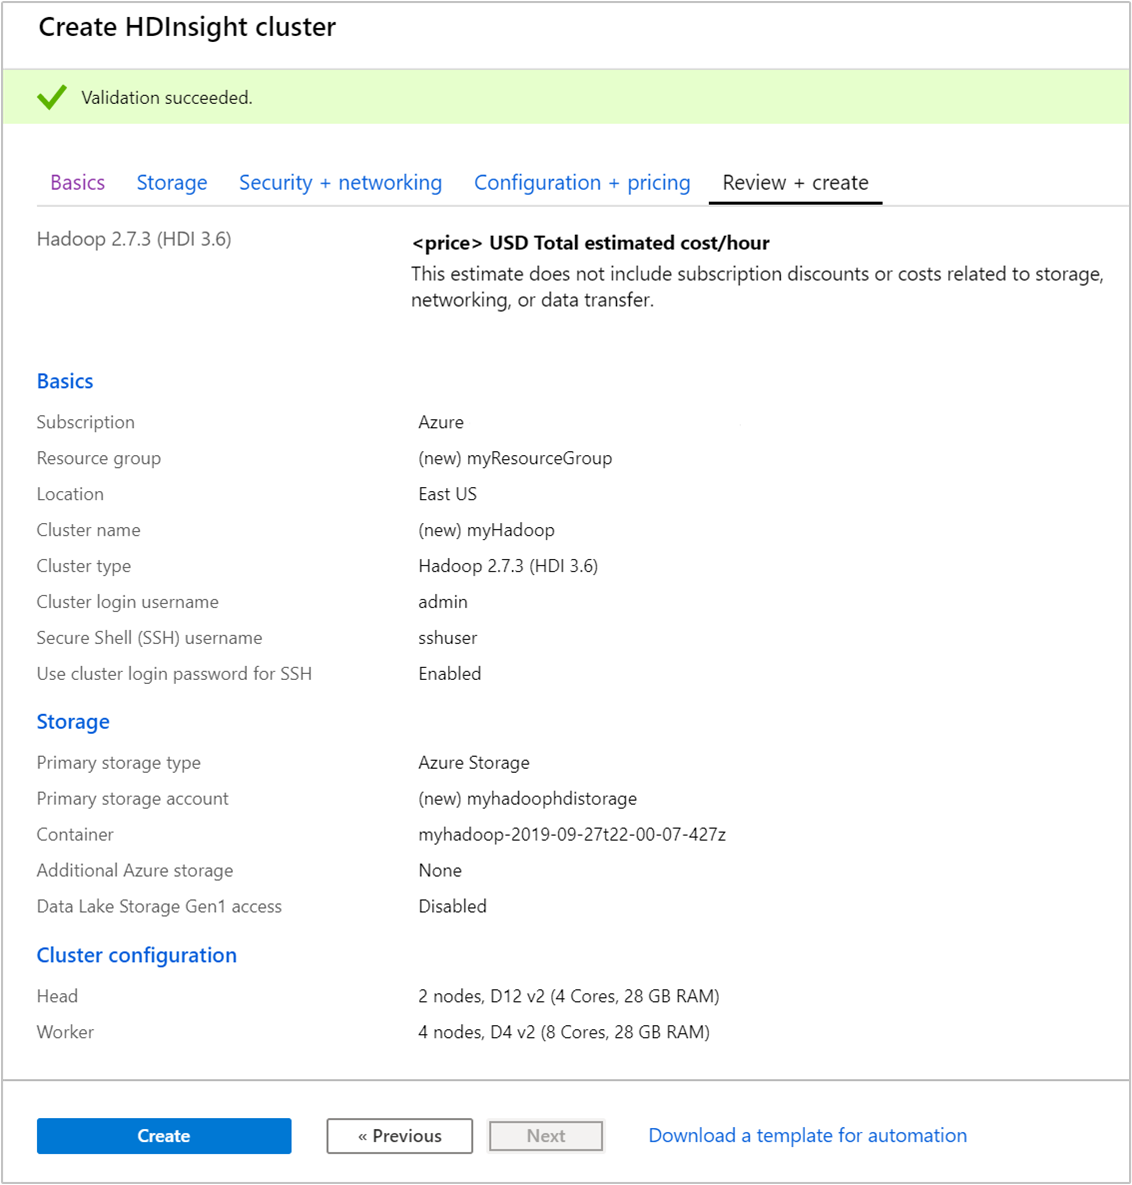 Create HDInsight cluster
Validation succeeded.
Basics Storage Security + networking Configuration + pricing Review + create
Hadoop 2.7.3 (HDI 3.6)
<price> USD Total estimated cost/hour
This estimate does not include subscription discounts or costs related to storage,
networking, or data transfer.
Basics
Subscription Azure
Resource group (new) myResourceGroup
Location East US
Cluster name (new) myHadoop
Cluster type Hadoop 2.7.3 (HDI 3.6)
Cluster login username admin
Secure Shell (SSH) username sshuser
Use cluster login password for SSH Enabled
Storage
Primary storage type Azure Storage
Primary storage account (new) myhadoophdistorage
Container myhadoop-2019-09-27t22-00-07-427z
Additional Azure storage None
Data Lake Storage Gen1 access Disabled
Cluster configuration
Head 2 nodes, D12 v2 (4 Cores, 28 GB RAM)
Worker 4 nodes, D4 v2 (8 Cores, 28 GB RAM)
Create « Previous Next Download a template for automation